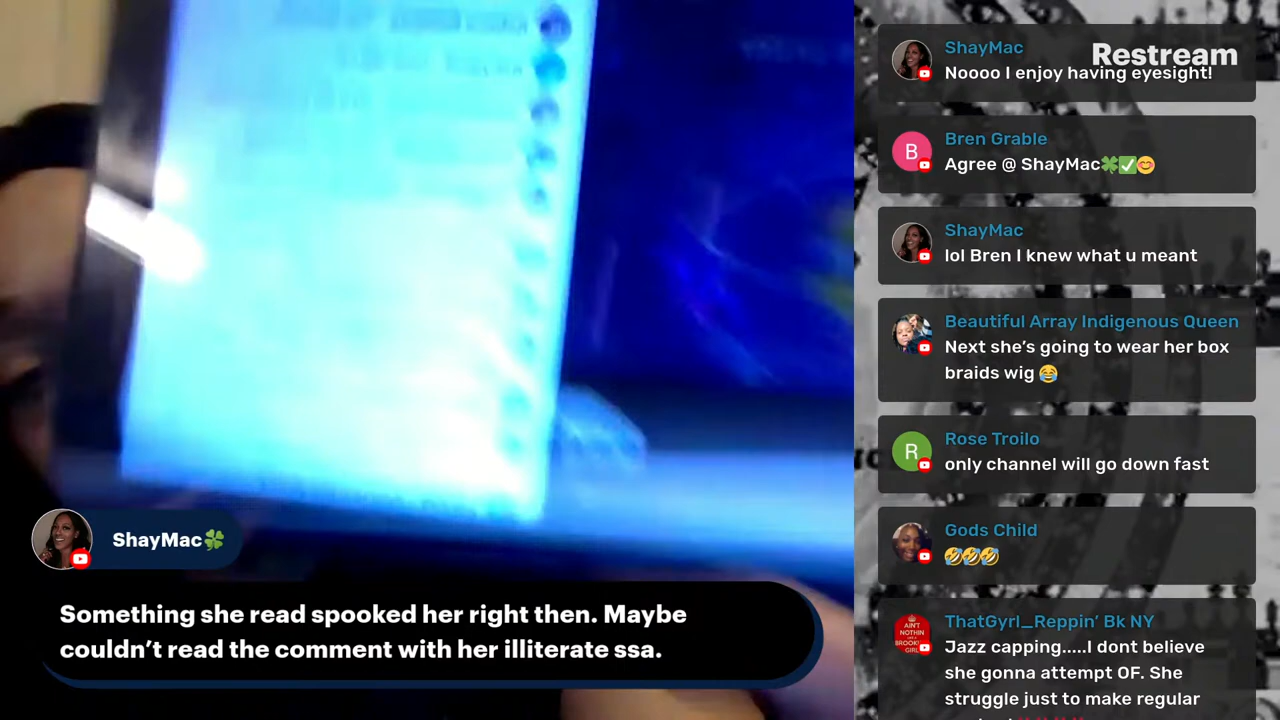 ShayMac
Restream
Noooo I enjoy having eyesight!
B
Bren Grable
Agree @ ShayMac🍀✅😊
ShayMac
lol Bren I knew what u meant
Beautiful Array Indigenous Queen
Next she’s going to wear her box
braids wig 😂
R
Rose Troilo
only channel will go down fast
Gods Child
🤣🤣🤣
AIN'T
NOTHIN
ThatGyrl_Reppin’ Bk NY
Jazz capping.....I dont believe
she gonna attempt OF. She
struggle just to make regular
ShayMac🍀
Something she read spooked her right then. Maybe
couldn’t read the comment with her illiterate ssa.